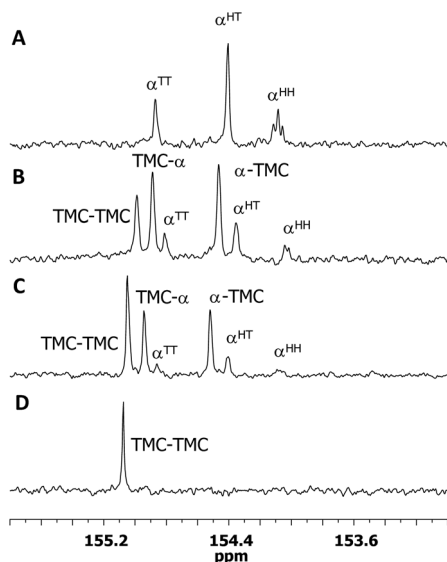 A
α^TT
α^HT
α^HH
B
TMC-TMC
TMC-α
α^TT
α-TMC
α^HT
α^HH
C
TMC-TMC
TMC-α
α^TT
α-TMC
α^HT
α^HH
D
TMC-TMC
155.2 154.4 153.6
ppm